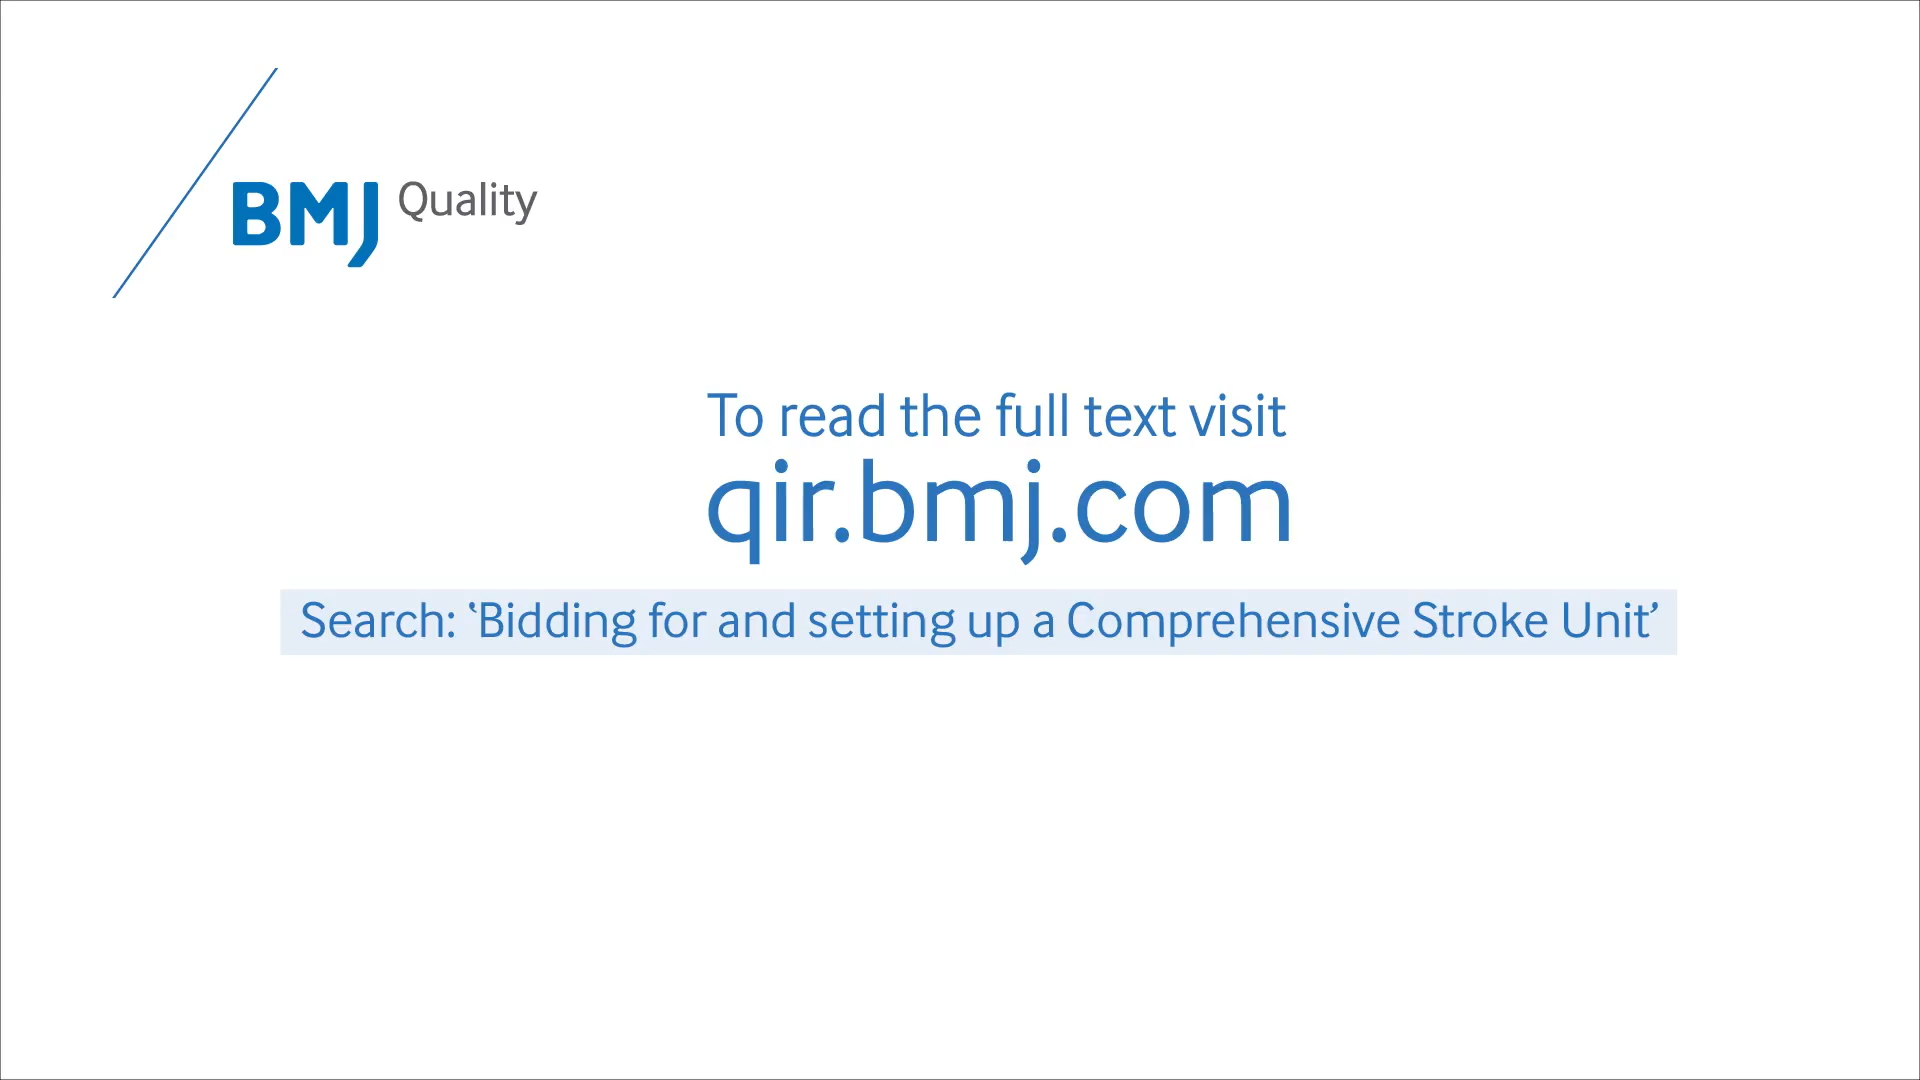 BMJ Quality
To read the full text visit
qir.bmj.com
Search: ‘Bidding for and setting up a Comprehensive Stroke Unit’